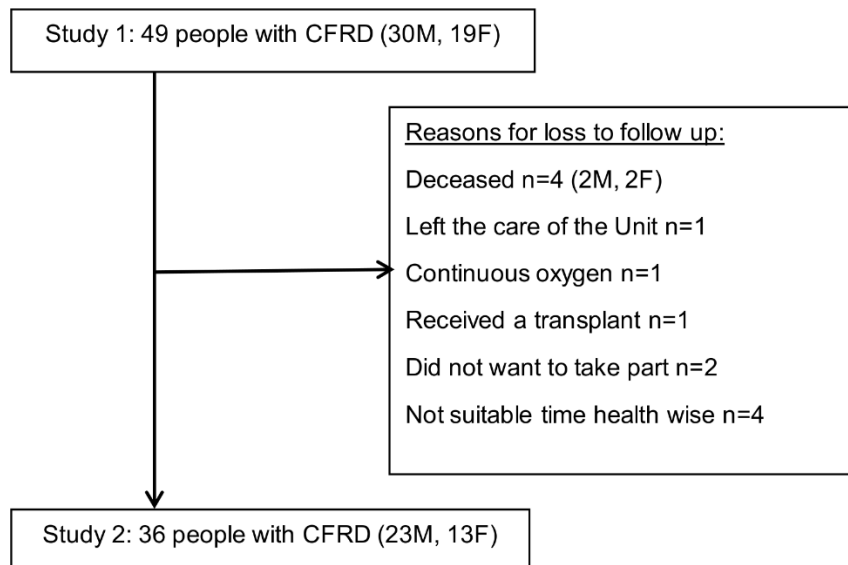 Study 1: 49 people with CFRD (30M, 19F)
Reasons for loss to follow up:
Deceased n=4 (2M, 2F)
Left the care of the Unit n=1
Continuous oxygen n=1
Received a transplant n=1
Did not want to take part n=2
Not suitable time health wise n=4
Study 2: 36 people with CFRD (23M, 13F)